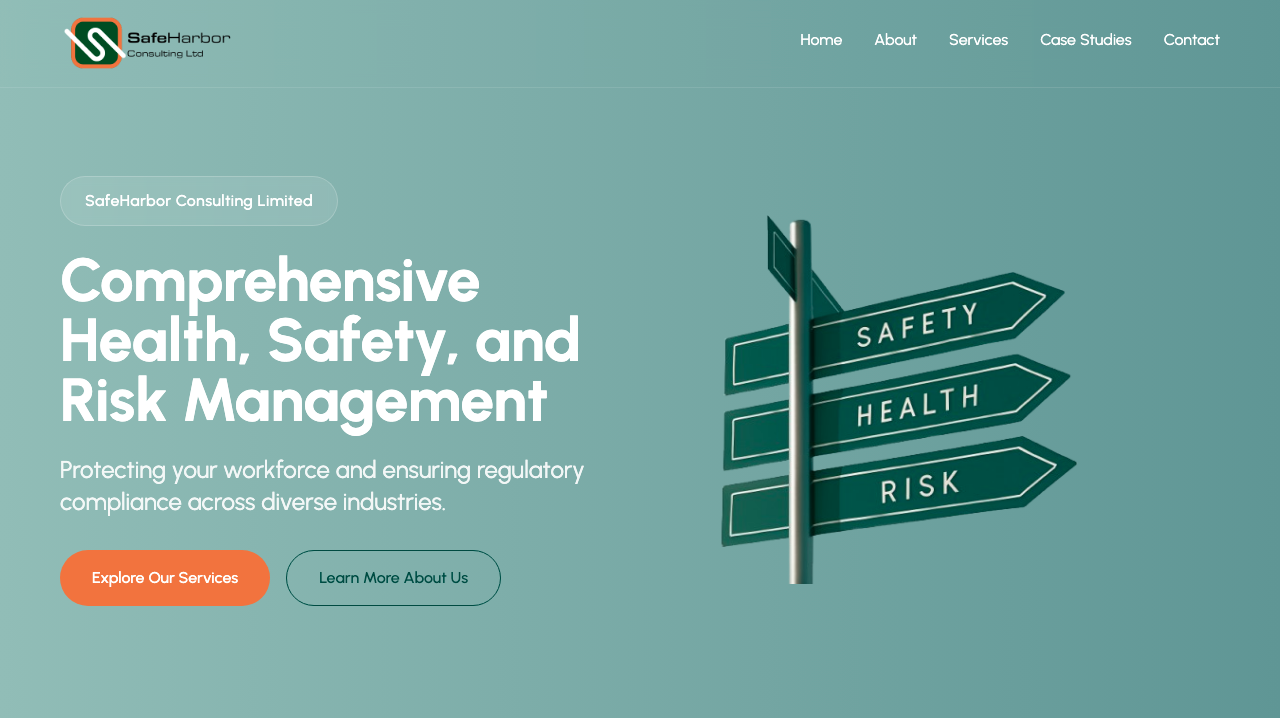 SafeHarbor
Consulting Ltd
Home
About
Services
Case Studies
Contact
SafeHarbor Consulting Limited
Comprehensive
Health, Safety, and
Risk Management
Protecting your workforce and ensuring regulatory
compliance across diverse industries.
Explore Our Services
Learn More About Us
SAFETY
HEALTH
RISK